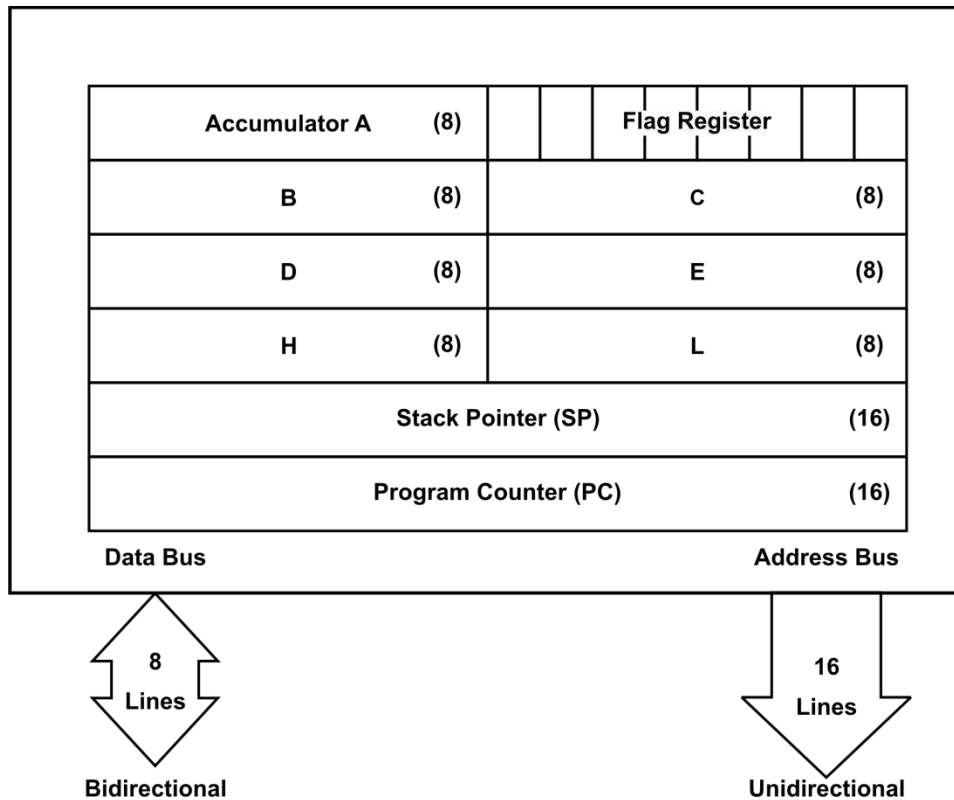 Accumulator A (8) Flag Register
B (8) C (8)
D (8) E (8)
H (8) L (8)
Stack Pointer (SP) (16)
Program Counter (PC) (16)
Data Bus Address Bus
8
Lines
16
Lines
Bidirectional Unidirectional